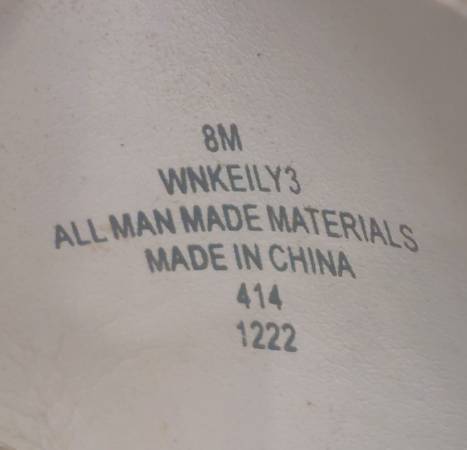 8M
WNKEILY3
ALL MAN MADE MATERIALS
MADE IN CHINA
414
1222